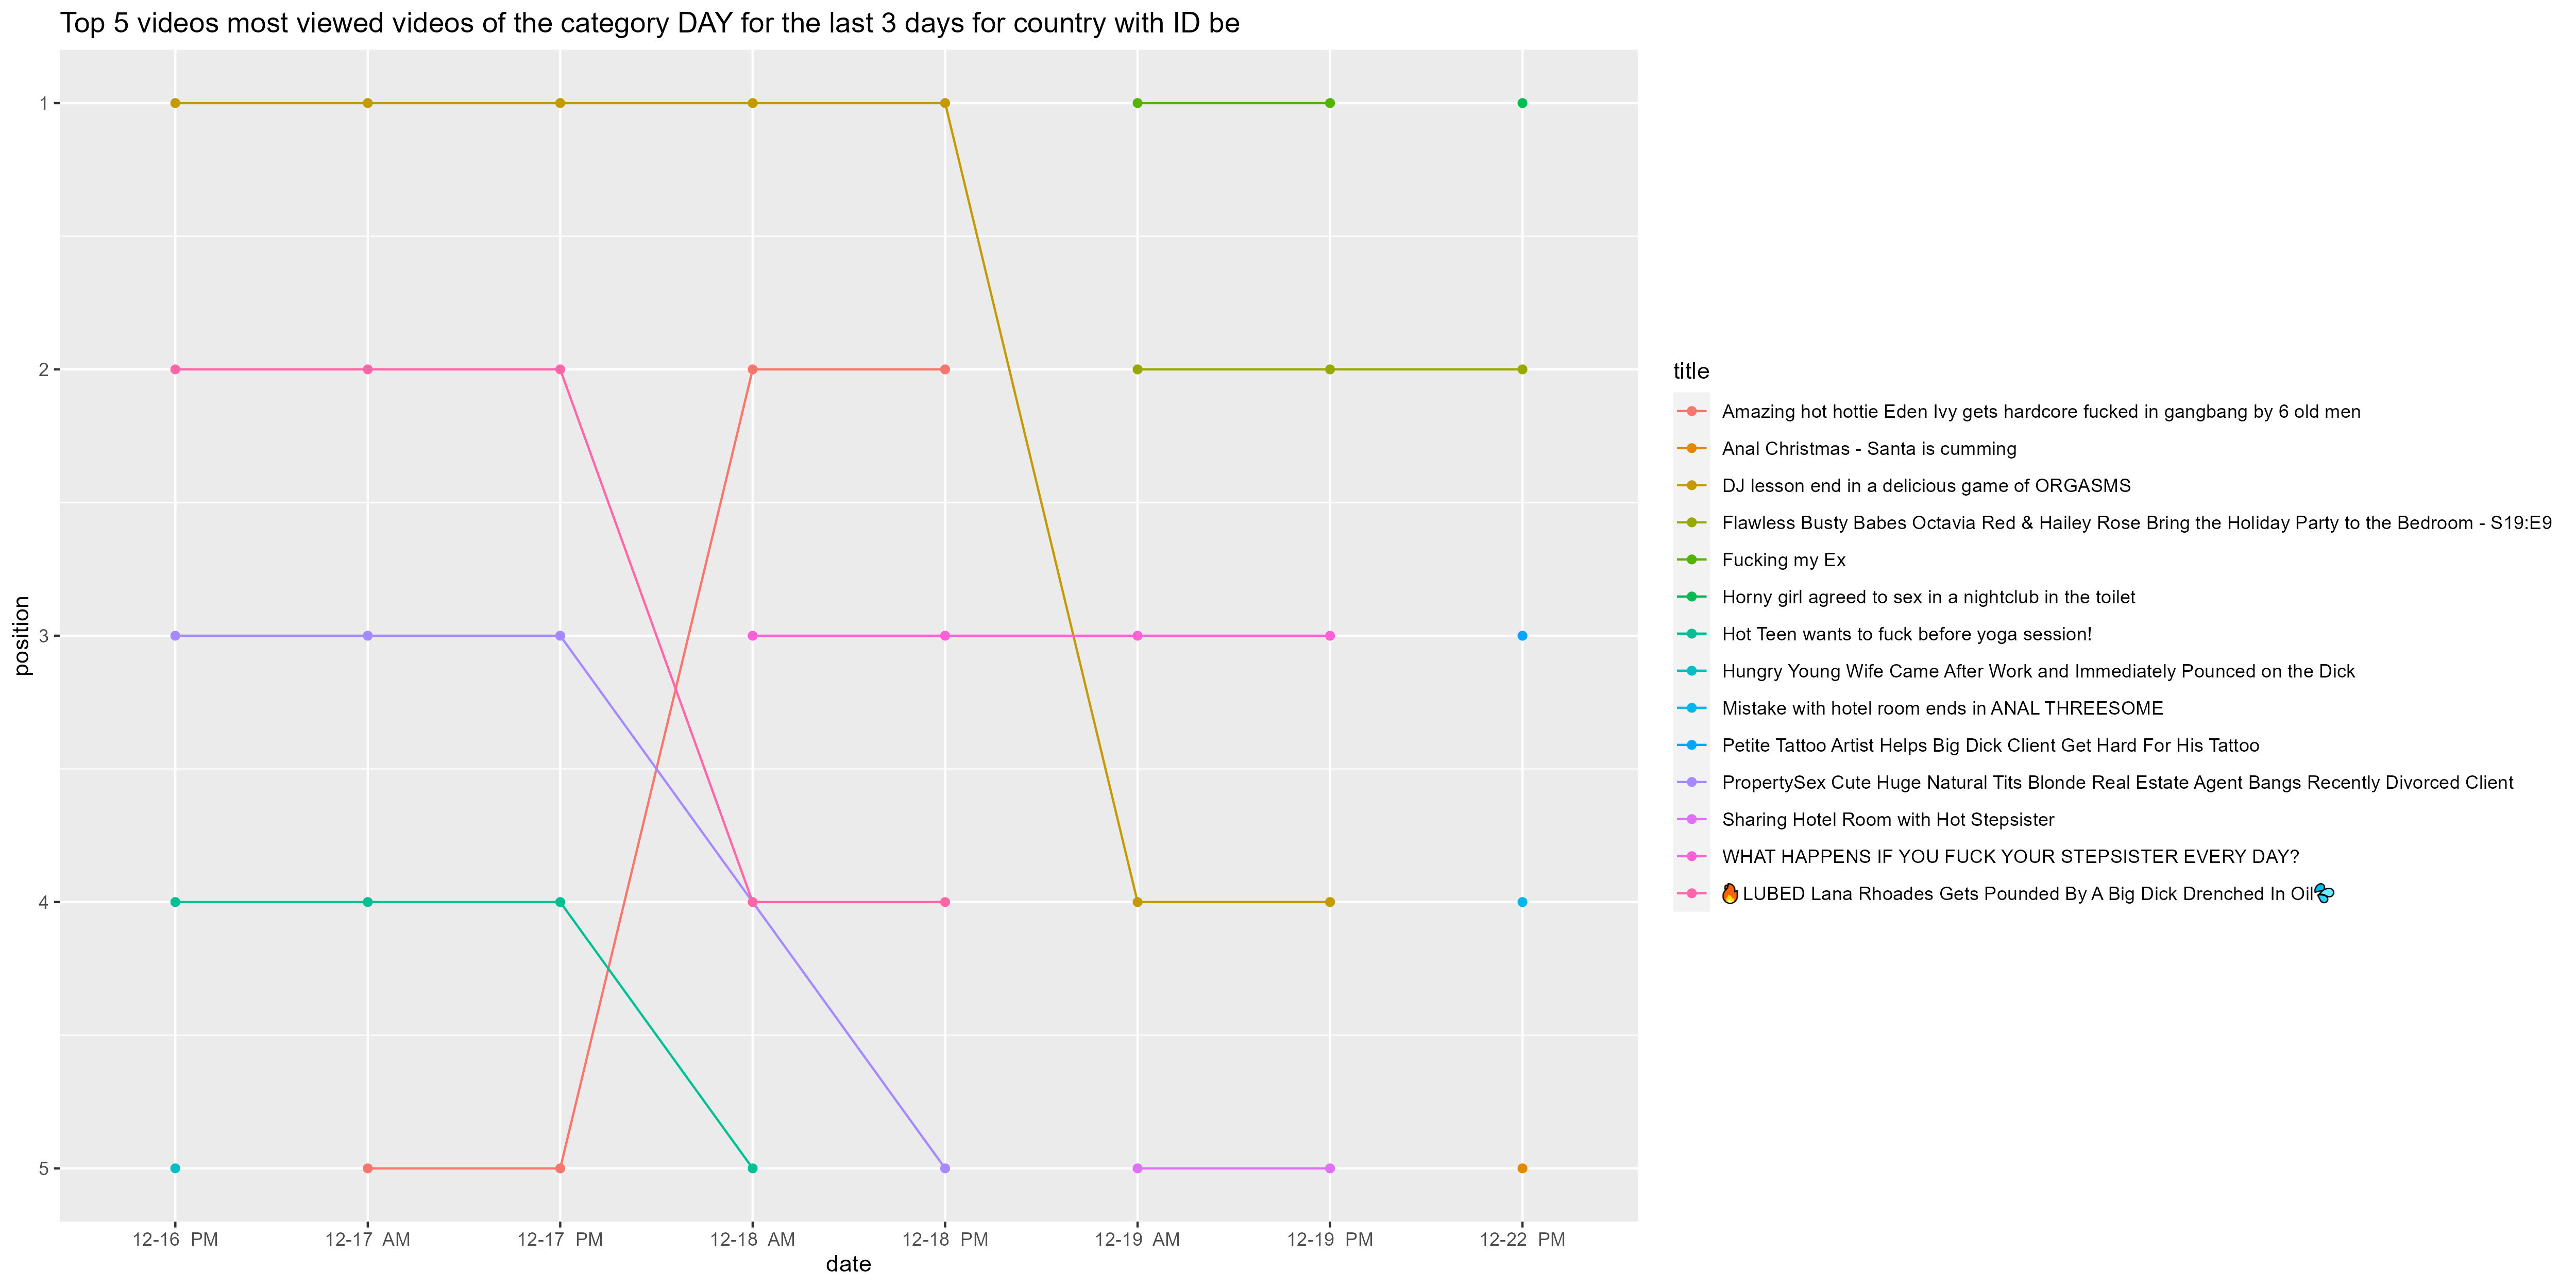 Top 5 videos most viewed videos of the category DAY for the last 3 days for country with ID be
1
2
3
4
5
position
12-16 PM
12-17 AM
12-17 PM
12-18 AM
12-18 PM
12-19 AM
12-19 PM
12-22 PM
date
title
Amazing hot hottie Eden Ivy gets hardcore fucked in gangbang by 6 old men
Anal Christmas - Santa is cumming
DJ lesson end in a delicious game of ORGASMS
Flawless Busty Babes Octavia Red & Hailey Rose Bring the Holiday Party to the Bedroom - S19:E9
Fucking my Ex
Horny girl agreed to sex in a nightclub in the toilet
Hot Teen wants to fuck before yoga session!
Hungry Young Wife Came After Work and Immediately Pounced on the Dick
Mistake with hotel room ends in ANAL THREESOME
Petite Tattoo Artist Helps Big Dick Client Get Hard For His Tattoo
PropertySex Cute Huge Natural Tits Blonde Real Estate Agent Bangs Recently Divorced Client
Sharing Hotel Room with Hot Stepsister
WHAT HAPPENS IF YOU FUCK YOUR STEPSISTER EVERY DAY?
🔥LUBED Lana Rhoades Gets Pounded By A Big Dick Drenched In Oil💦